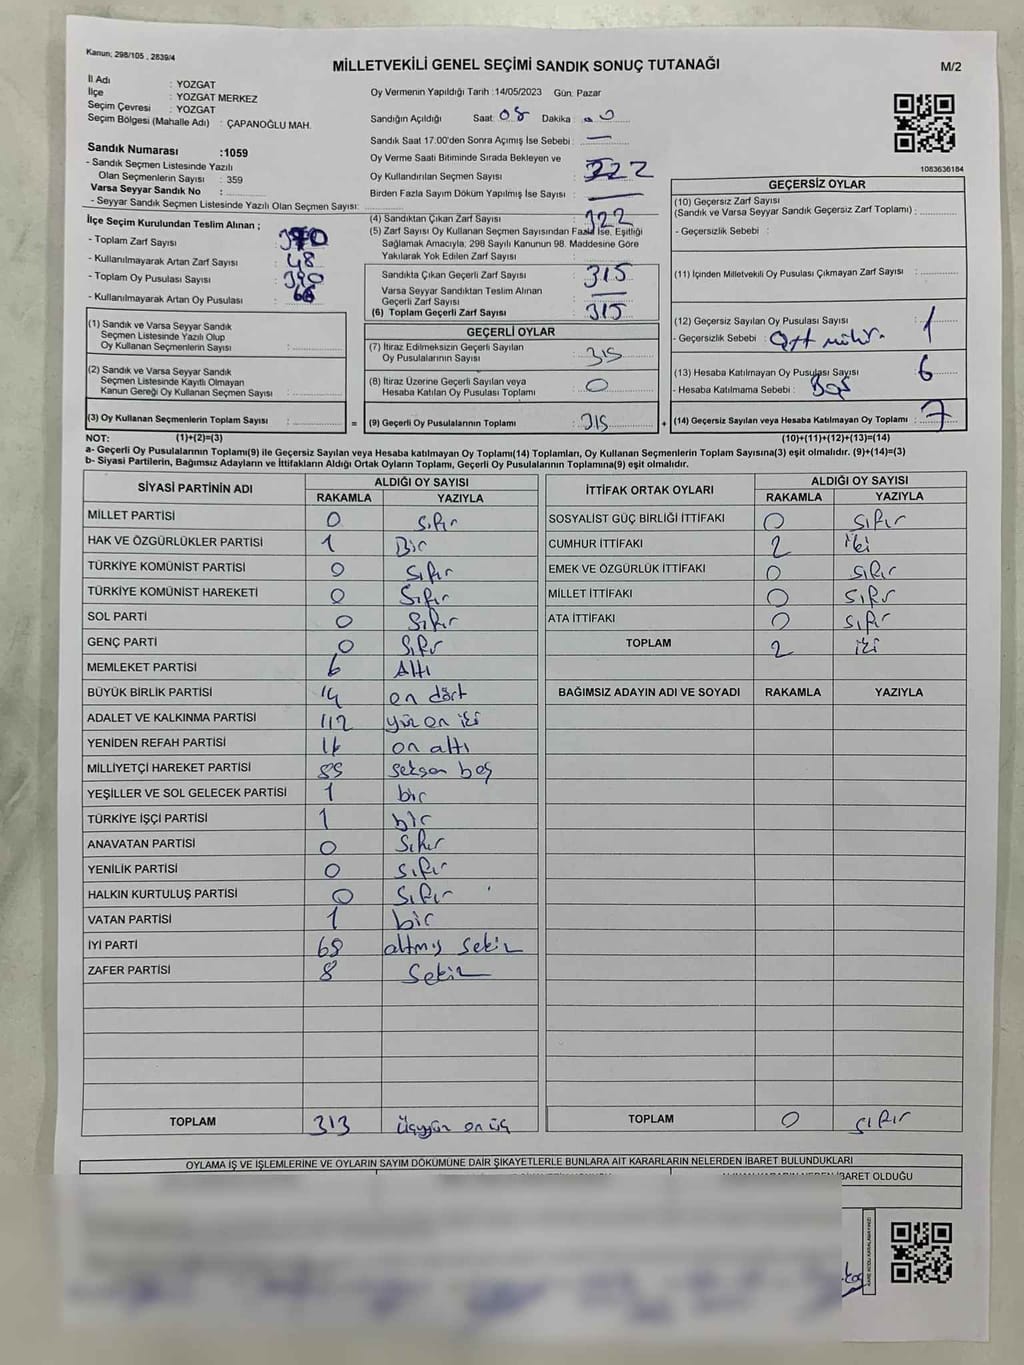 Kanun; 298/105 , 2839/4
MİLLETVEKİLİ GENEL SEÇİMİ SANDIK SONUÇ TUTANAĞI
M/2
İl Adı : YOZGAT
İlçe : YOZGAT MERKEZ
Seçim Çevresi : YOZGAT
Seçim Bölgesi (Mahalle Adı) : ÇAPANOĞLU MAH.
Sandık Numarası :1059
- Sandık Seçmen Listesinde Yazılı
Olan Seçmenlerin Sayısı : 359
Varsa Seyyar Sandık No :
- Seyyar Sandık Seçmen Listesinde Yazılı Olan Seçmen Sayısı:
Oy Vermenin Yapıldığı Tarih :14/05/2023 Gün: Pazar
Sandığın Açıldığı Saat: 08 Dakika :
Sandık Saat 17.00'den Sonra Açımış İse Sebebi : —
Oy Verme Saati Bitiminde Sırada Bekleyen ve
Oy Kullandırılan Seçmen Sayısı : 322
Birden Fazla Sayım Döküm Yapılmış İse Sayısı : —
1083636184
İlçe Seçim Kurulundan Teslim Alınan ;
- Toplam Zarf Sayısı :
- Kullanılmayarak Artan Zarf Sayısı : 48
- Toplam Oy Pusulası Sayısı : 390
- Kullanılmayarak Artan Oy Pusulası : 68
(1) Sandık ve Varsa Seyyar Sandık
Seçmen Listesinde Yazılı Olup
Oy Kullanan Seçmenlerin Sayısı :
(2) Sandık ve Varsa Seyyar Sandık
Seçmen Listesinde Kayıtlı Olmayan
Kanun Gereği Oy Kullanan Seçmen Sayısı :
(3) Oy Kullanan Seçmenlerin Toplam Sayısı : =
(4) Sandıktan Çıkan Zarf Sayısı : 322
(5) Zarf Sayısı Oy Kullanan Seçmen Sayısından Fazla İse, Eşitliği
Sağlamak Amacıyla, 298 Sayılı Kanunun 98. Maddesine Göre
Yakılarak Yok Edilen Zarf Sayısı :
Sandıkta Çıkan Geçerli Zarf Sayısı : 315
Varsa Seyyar Sandıktan Teslim Alınan
Geçerli Zarf Sayısı : —
(6) Toplam Geçerli Zarf Sayısı : 315
GEÇERLİ OYLAR
(7) İtiraz Edilmeksizin Geçerli Sayılan
Oy Pusulalarının Sayısı : 315
(8) İtiraz Üzerine Geçerli Sayılan veya
Hesaba Katılan Oy Pusulası Toplamı : 0
(9) Geçerli Oy Pusulalarının Toplamı : 315 +
GEÇERSİZ OYLAR
(10) Geçersiz Zarf Sayısı
(Sandık ve Varsa Seyyar Sandık Geçersiz Zarf Toplamı) :
- Geçersizlik Sebebi :
(11) İçinden Milletvekili Oy Pusulası Çıkmayan Zarf Sayısı :
(12) Geçersiz Sayılan Oy Pusulası Sayısı : 1
- Geçersizlik Sebebi :
(13) Hesaba Katılmayan Oy Pusulası Sayısı : 6
- Hesaba Katılmama Sebebi : Boş
(14) Geçersiz Sayılan veya Hesaba Katılmayan Oy Toplamı : 7
NOT: (1)+(2)=(3) (10)+(11)+(12)+(13)=(14)
a- Geçerli Oy Pusulalarının Toplamı(9) ile Geçersiz Sayılan veya Hesaba katılmayan Oy Toplamı(14) Toplamları, Oy Kullanan Seçmenlerin Toplam Sayısına(3) eşit olmalıdır. (9)+(14)=(3)
b- Siyasi Partilerin, Bağımsız Adayların ve İttifakların Aldığı Ortak Oyların Toplamı, Geçerli Oy Pusulalarının Toplamına(9) eşit olmalıdır.
SİYASİ PARTİNİN ADI ALDIĞI OY SAYISI
RAKAMLA YAZIYLA
MİLLET PARTİSİ 0 sıfır
HAK VE ÖZGÜRLÜKLER PARTİSİ 1 Bir
TÜRKİYE KOMÜNİST PARTİSİ 0 sıfır
TÜRKİYE KOMÜNİST HAREKETİ 0 sıfır
SOL PARTİ 0 sıfır
GENÇ PARTİ 0 sıfır
MEMLEKET PARTİSİ 6 Altı
BÜYÜK BİRLİK PARTİSİ 14 on dört
ADALET VE KALKINMA PARTİSİ 112 yüz on iki
YENİDEN REFAH PARTİSİ 16 on altı
MİLLİYETÇİ HAREKET PARTİSİ 85 seksen beş
YEŞİLLER VE SOL GELECEK PARTİSİ 1 bir
TÜRKİYE İŞÇİ PARTİSİ 1 bir
ANAVATAN PARTİSİ 0 sıfır
YENİLİK PARTİSİ 0 sıfır
HALKIN KURTULUŞ PARTİSİ 0 sıfır
VATAN PARTİSİ 1 bir
İYİ PARTİ 68 altmış sekiz
ZAFER PARTİSİ 8 sekiz
TOPLAM 313 üçyüz on üç
İTTİFAK ORTAK OYLARI ALDIĞI OY SAYISI
RAKAMLA YAZIYLA
SOSYALİST GÜÇ BİRLİĞİ İTTİFAKI 0 sıfır
CUMHUR İTTİFAKI 2 iki
EMEK VE ÖZGÜRLÜK İTTİFAKI 0 sıfır
MİLLET İTTİFAKI 0 sıfır
ATA İTTİFAKI 0 sıfır
TOPLAM 2 iki
BAĞIMSIZ ADAYIN ADI VE SOYADI RAKAMLA YAZIYLA
TOPLAM 0 sıfır
OYLAMA İŞ VE İŞLEMLERİNE VE OYLARIN SAYIM DÖKÜMÜNE DAİR ŞİKAYETLERLE BUNLARA AİT KARARLARIN NELERDEN İBARET BULUNDUKLARI
İBARET OLDUĞU